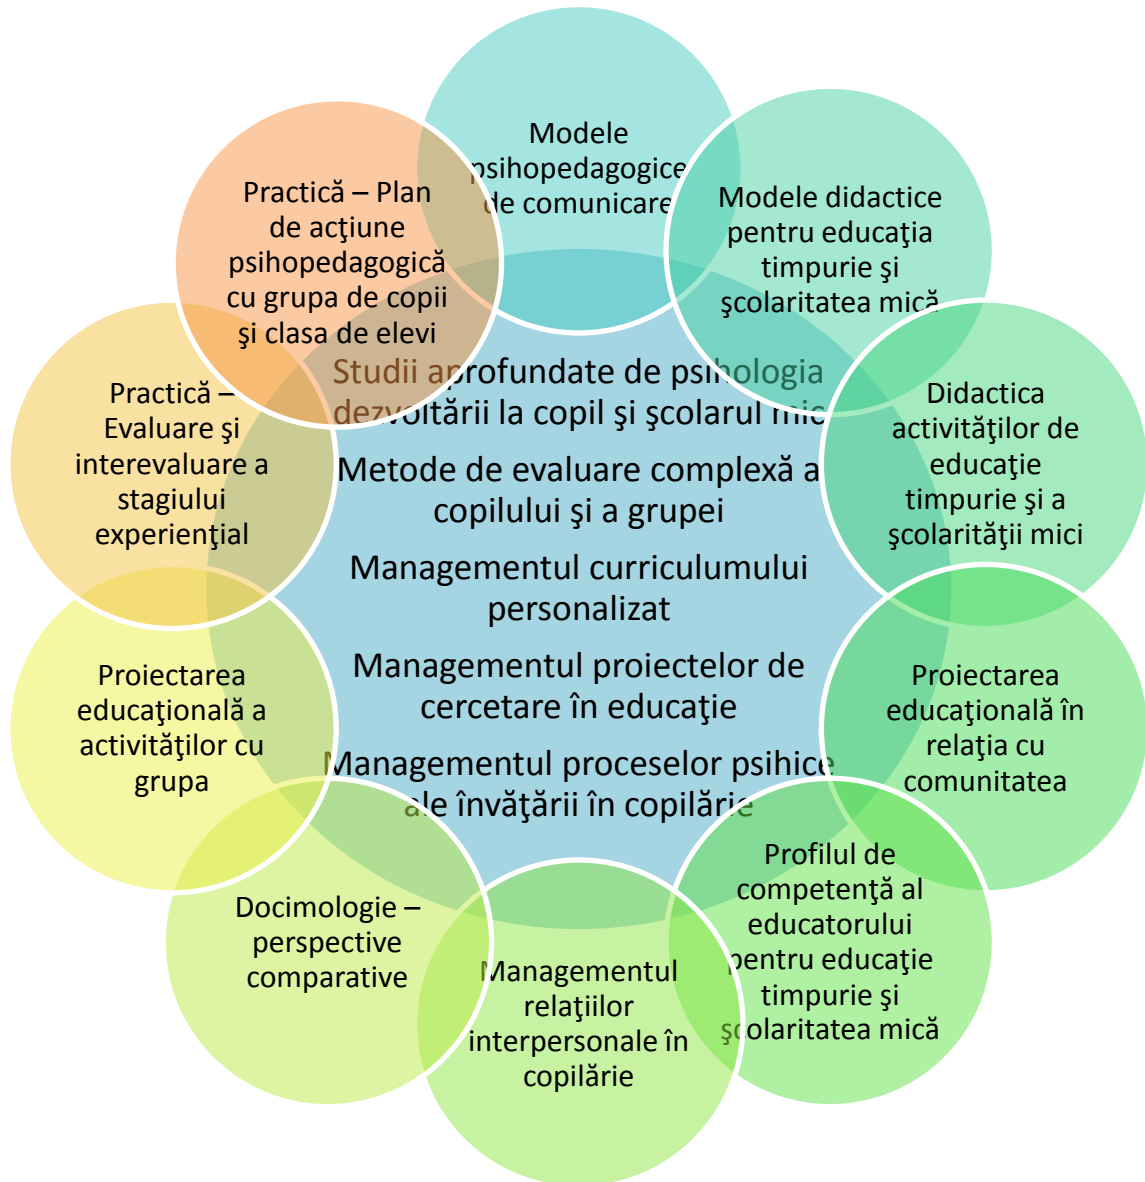 Modele
psihopedagogice
de comunicare
Modele didactice
pentru educaţia
timpurie şi
şcolaritatea mică
Didactica
activităţilor de
educaţie
timpurie şi a
şcolarităţii mici
Proiectarea
educaţională în
relaţia cu
comunitatea
Profilul de
competenţă al
educatorului
pentru educaţie
timpurie şi
şcolaritatea mică
Managementul
relaţiilor
interpersonale în
copilărie
Docimologie –
perspective
comparative
Proiectarea
educaţională a
activităţilor cu
grupa
Practică –
Evaluare şi
interevaluare a
stagiului
experienţial
Practică – Plan
de acţiune
psihopedagogică
cu grupa de copii
şi clasa de elevi
Studii aprofundate de psihologia
dezvoltării la copil şi şcolarul mic
Metode de evaluare complexă a
copilului şi a grupei
Managementul curriculumului
personalizat
Managementul proiectelor de
cercetare în educaţie
Managementul proceselor psihice
ale învăţării în copilărie